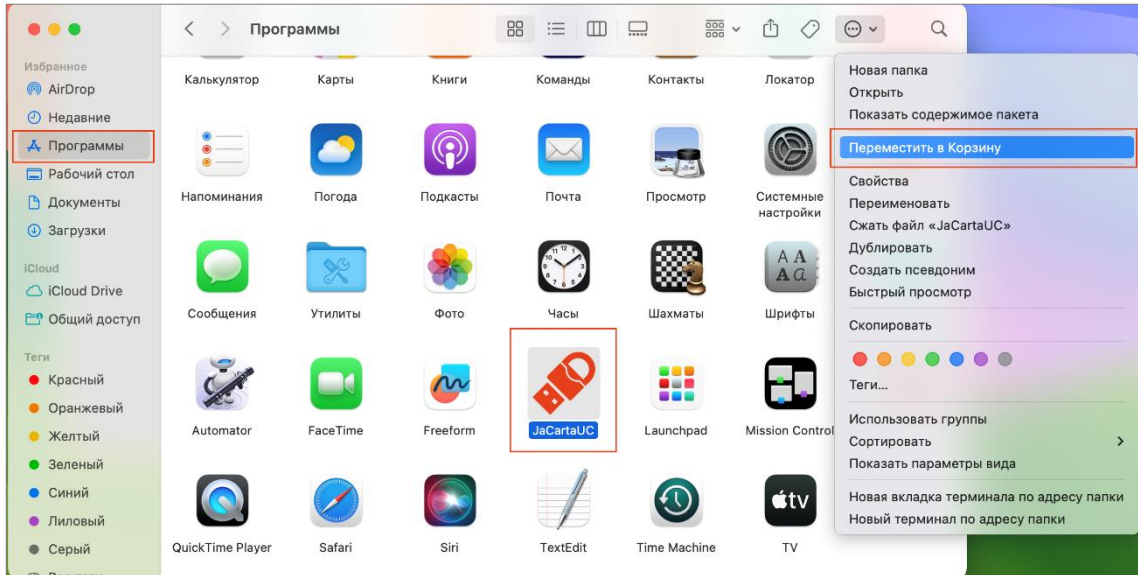 Программы
Избранное
AirDrop
Недавние
Программы
Рабочий стол
Документы
Загрузки
iCloud
iCloud Drive
Общий доступ
Теги
Красный
Оранжевый
Желтый
Зеленый
Синий
Лиловый
Серый
Калькулятор
Карты
Книги
Команды
Контакты
Локатор
Напоминания
Погода
Подкасты
Почта
Просмотр
Системные
настройки
Сообщения
Утилиты
Фото
Часы
Шахматы
Шрифты
Automator
FaceTime
Freeform
JaCartaUC
Launchpad
Mission Control
tv
QuickTime Player
Safari
Siri
TextEdit
Time Machine
TV
Новая папка
Открыть
Показать содержимое пакета
Переместить в Корзину
Свойства
Переименовать
Сжать файл «JaCartaUC»
Дублировать
Создать псевдоним
Быстрый просмотр
Скопировать
Теги...
Использовать группы
Сортировать
Показать параметры вида
Новая вкладка терминала по адресу папки
Новый терминал по адресу папки